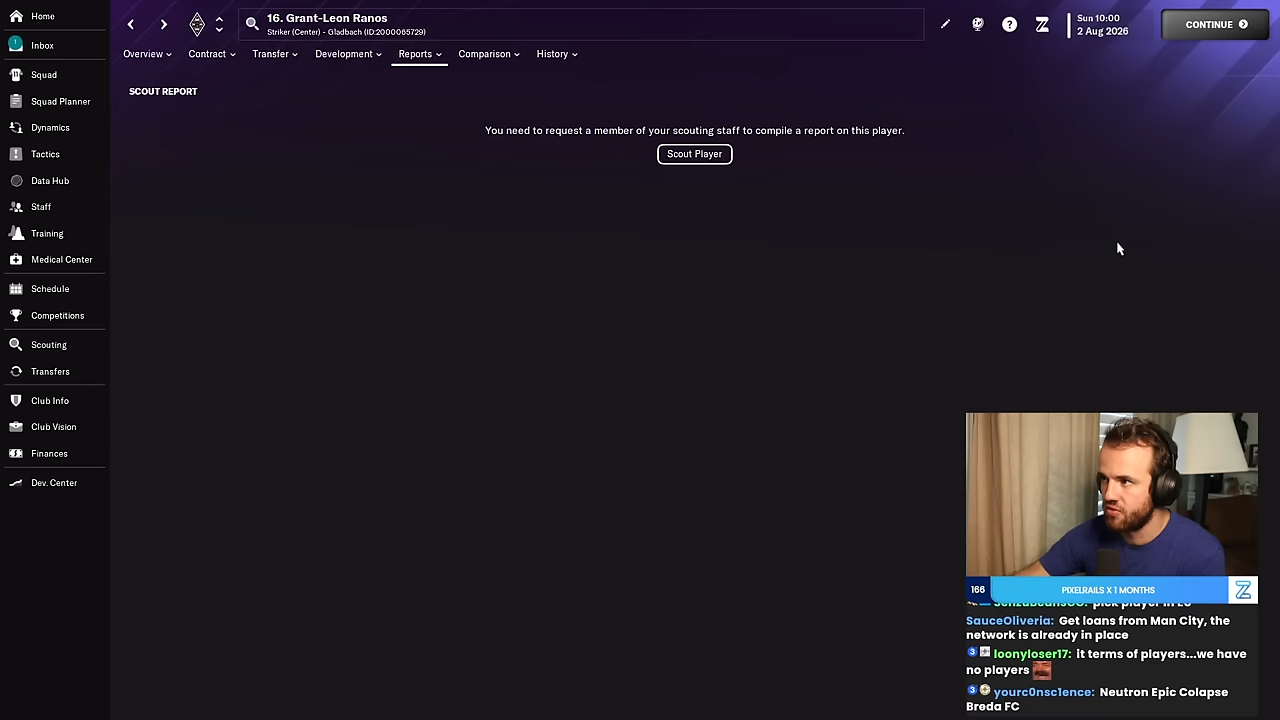 Home
Inbox
Squad
Squad Planner
Dynamics
Tactics
Data Hub
Staff
Training
Medical Center
Schedule
Competitions
Scouting
Transfers
Club Info
Club Vision
Finances
Dev. Center
16. Grant-Leon Ranos
Striker (Center) - Gladbach (ID:2000065729)
Sun 10:00
2 Aug 2026
CONTINUE
Overview
Contract
Transfer
Development
Reports
Comparison
History
SCOUT REPORT
You need to request a member of your scouting staff to compile a report on this player.
Scout Player
166
PIXELRAILS X 1 MONTHS
SauceOliveria: Get loans from Man City, the
network is already in place
3 loonyloser17: it terms of players...we have
no players
3 yourc0nsc1ence: Neutron Epic Colapse
Breda FC